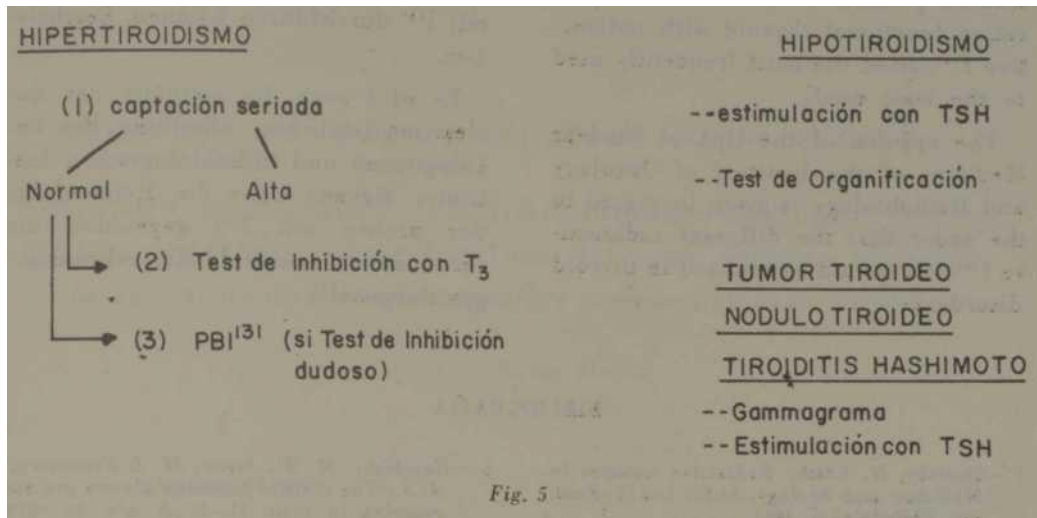 HIPERTIROIDISMO
(1) captación seriada
Normal Alta
(2) Test de Inhibición con T₃
(3) PBI¹³¹ (si Test de Inhibición
dudoso)
HIPOTIROIDISMO
--estimulación con TSH
--Test de Organificación
TUMOR TIROIDEO
NODULO TIROIDEO
TIROIDITIS HASHIMOTO
--Gammagrama
--Estimulación con TSH
Fig. 5